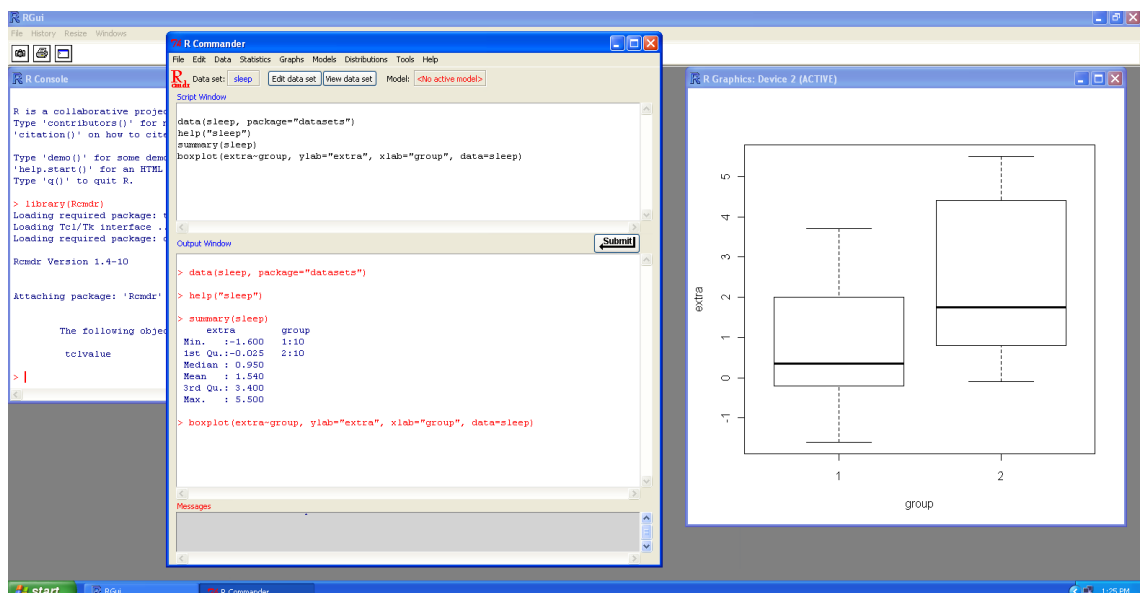 RGui
File History Resize Windows
R Console
R is a collaborative projec
Type 'contributors()' for
'citation()' on how to cite
Type 'demo()' for some demo
'help.start()' for an HTML
Type 'q()' to quit R.
> library(Rcmdr)
Loading required package:
Loading Tcl/Tk interface ..
Loading required package:
Rcmdr Version 1.4-10
Attaching package: 'Rcmdr'
The following objec
tclvalue
>
R Commander
File Edit Data Statistics Graphs Models Distributions Tools Help
R cmdr Data set: sleep Edit data set View data set Model: <No active model>
Script Window
data(sleep, package="datasets")
help("sleep")
summary(sleep)
boxplot(extra~group, ylab="extra", xlab="group", data=sleep)
Output Window
Submit
> data(sleep, package="datasets")
> help("sleep")
> summary(sleep)
extra group
Min. :-1.600 1:10
1st Qu.:-0.025 2:10
Median : 0.950
Mean : 1.540
3rd Qu.: 3.400
Max. : 5.500
> boxplot(extra~group, ylab="extra", xlab="group", data=sleep)
Messages
R Graphics: Device 2 (ACTIVE)
5
4
3
2
1
0
-1
extra
1 2
group
start RGui R Commander 1:25 PM